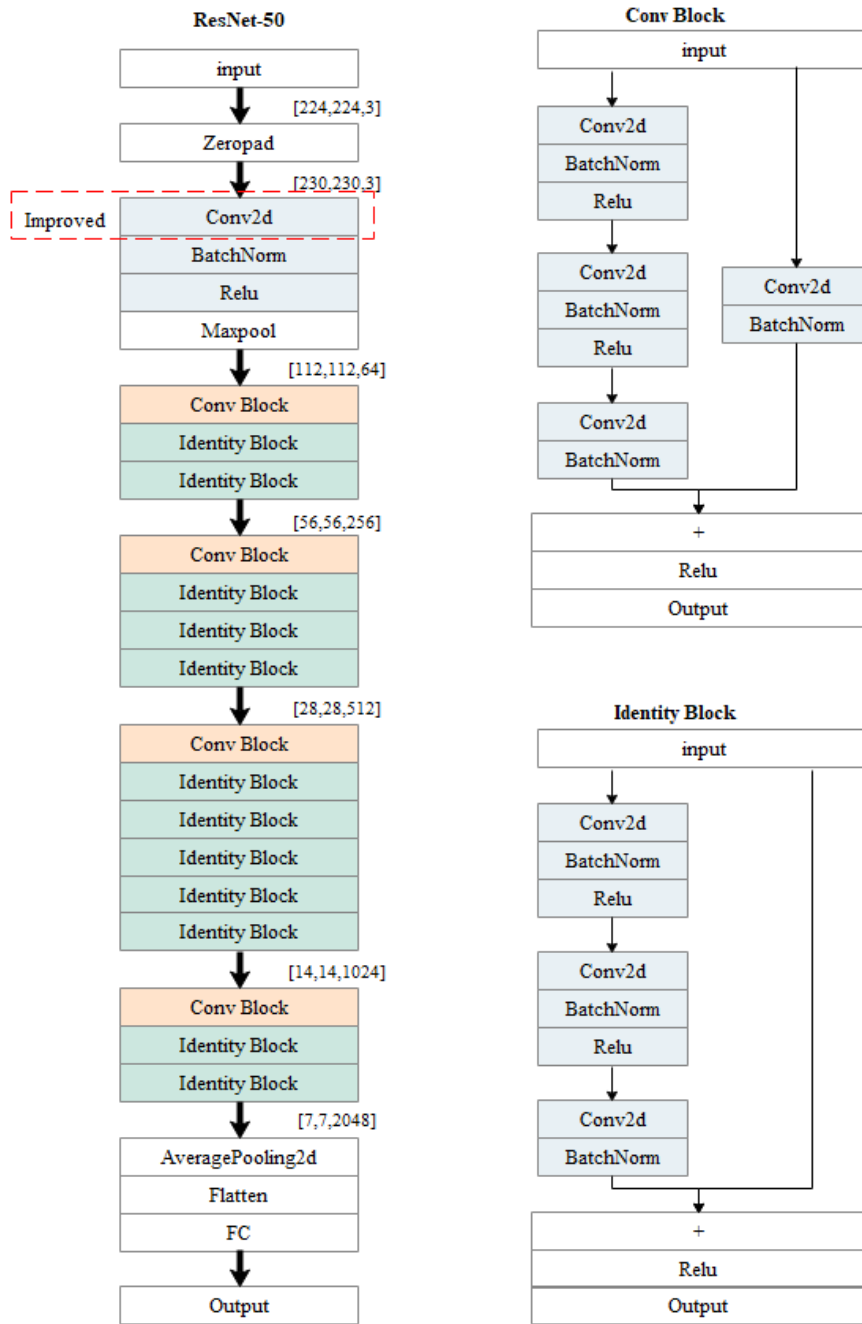 ResNet-50
input
[224,224,3]
Zeropad
[230,230,3]
Improved
Conv2d
BatchNorm
Relu
Maxpool
[112,112,64]
Conv Block
Identity Block
Identity Block
[56,56,256]
Conv Block
Identity Block
Identity Block
Identity Block
[28,28,512]
Conv Block
Identity Block
Identity Block
Identity Block
Identity Block
Identity Block
[14,14,1024]
Conv Block
Identity Block
Identity Block
[7,7,2048]
AveragePooling2d
Flatten
FC
Output
Conv Block
input
Conv2d
BatchNorm
Relu
Conv2d
BatchNorm
Relu
Conv2d
BatchNorm
Conv2d
BatchNorm
+
Relu
Output
Identity Block
input
Conv2d
BatchNorm
Relu
Conv2d
BatchNorm
Relu
Conv2d
BatchNorm
+
Relu
Output